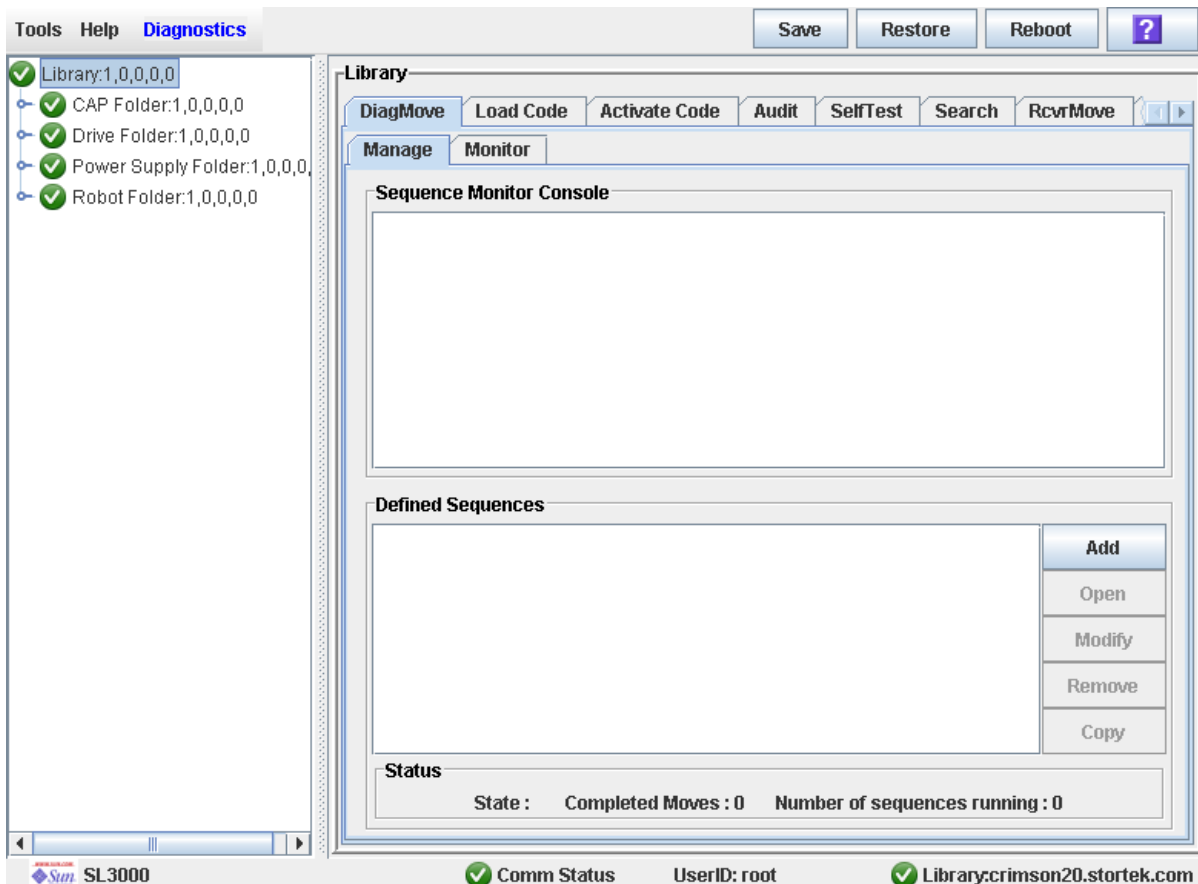 Tools Help Diagnostics Save Restore Reboot ?
Library:1,0,0,0,0
CAP Folder:1,0,0,0,0
Drive Folder:1,0,0,0,0
Power Supply Folder:1,0,0,0,
Robot Folder:1,0,0,0,0
Library
DiagMove Load Code Activate Code Audit SelfTest Search RcvrMove
Manage Monitor
Sequence Monitor Console
Defined Sequences
Add
Open
Modify
Remove
Copy
Status
State : Completed Moves : 0 Number of sequences running : 0
Sun SL3000 Comm Status UserID: root Library:crimson20.stortek.com